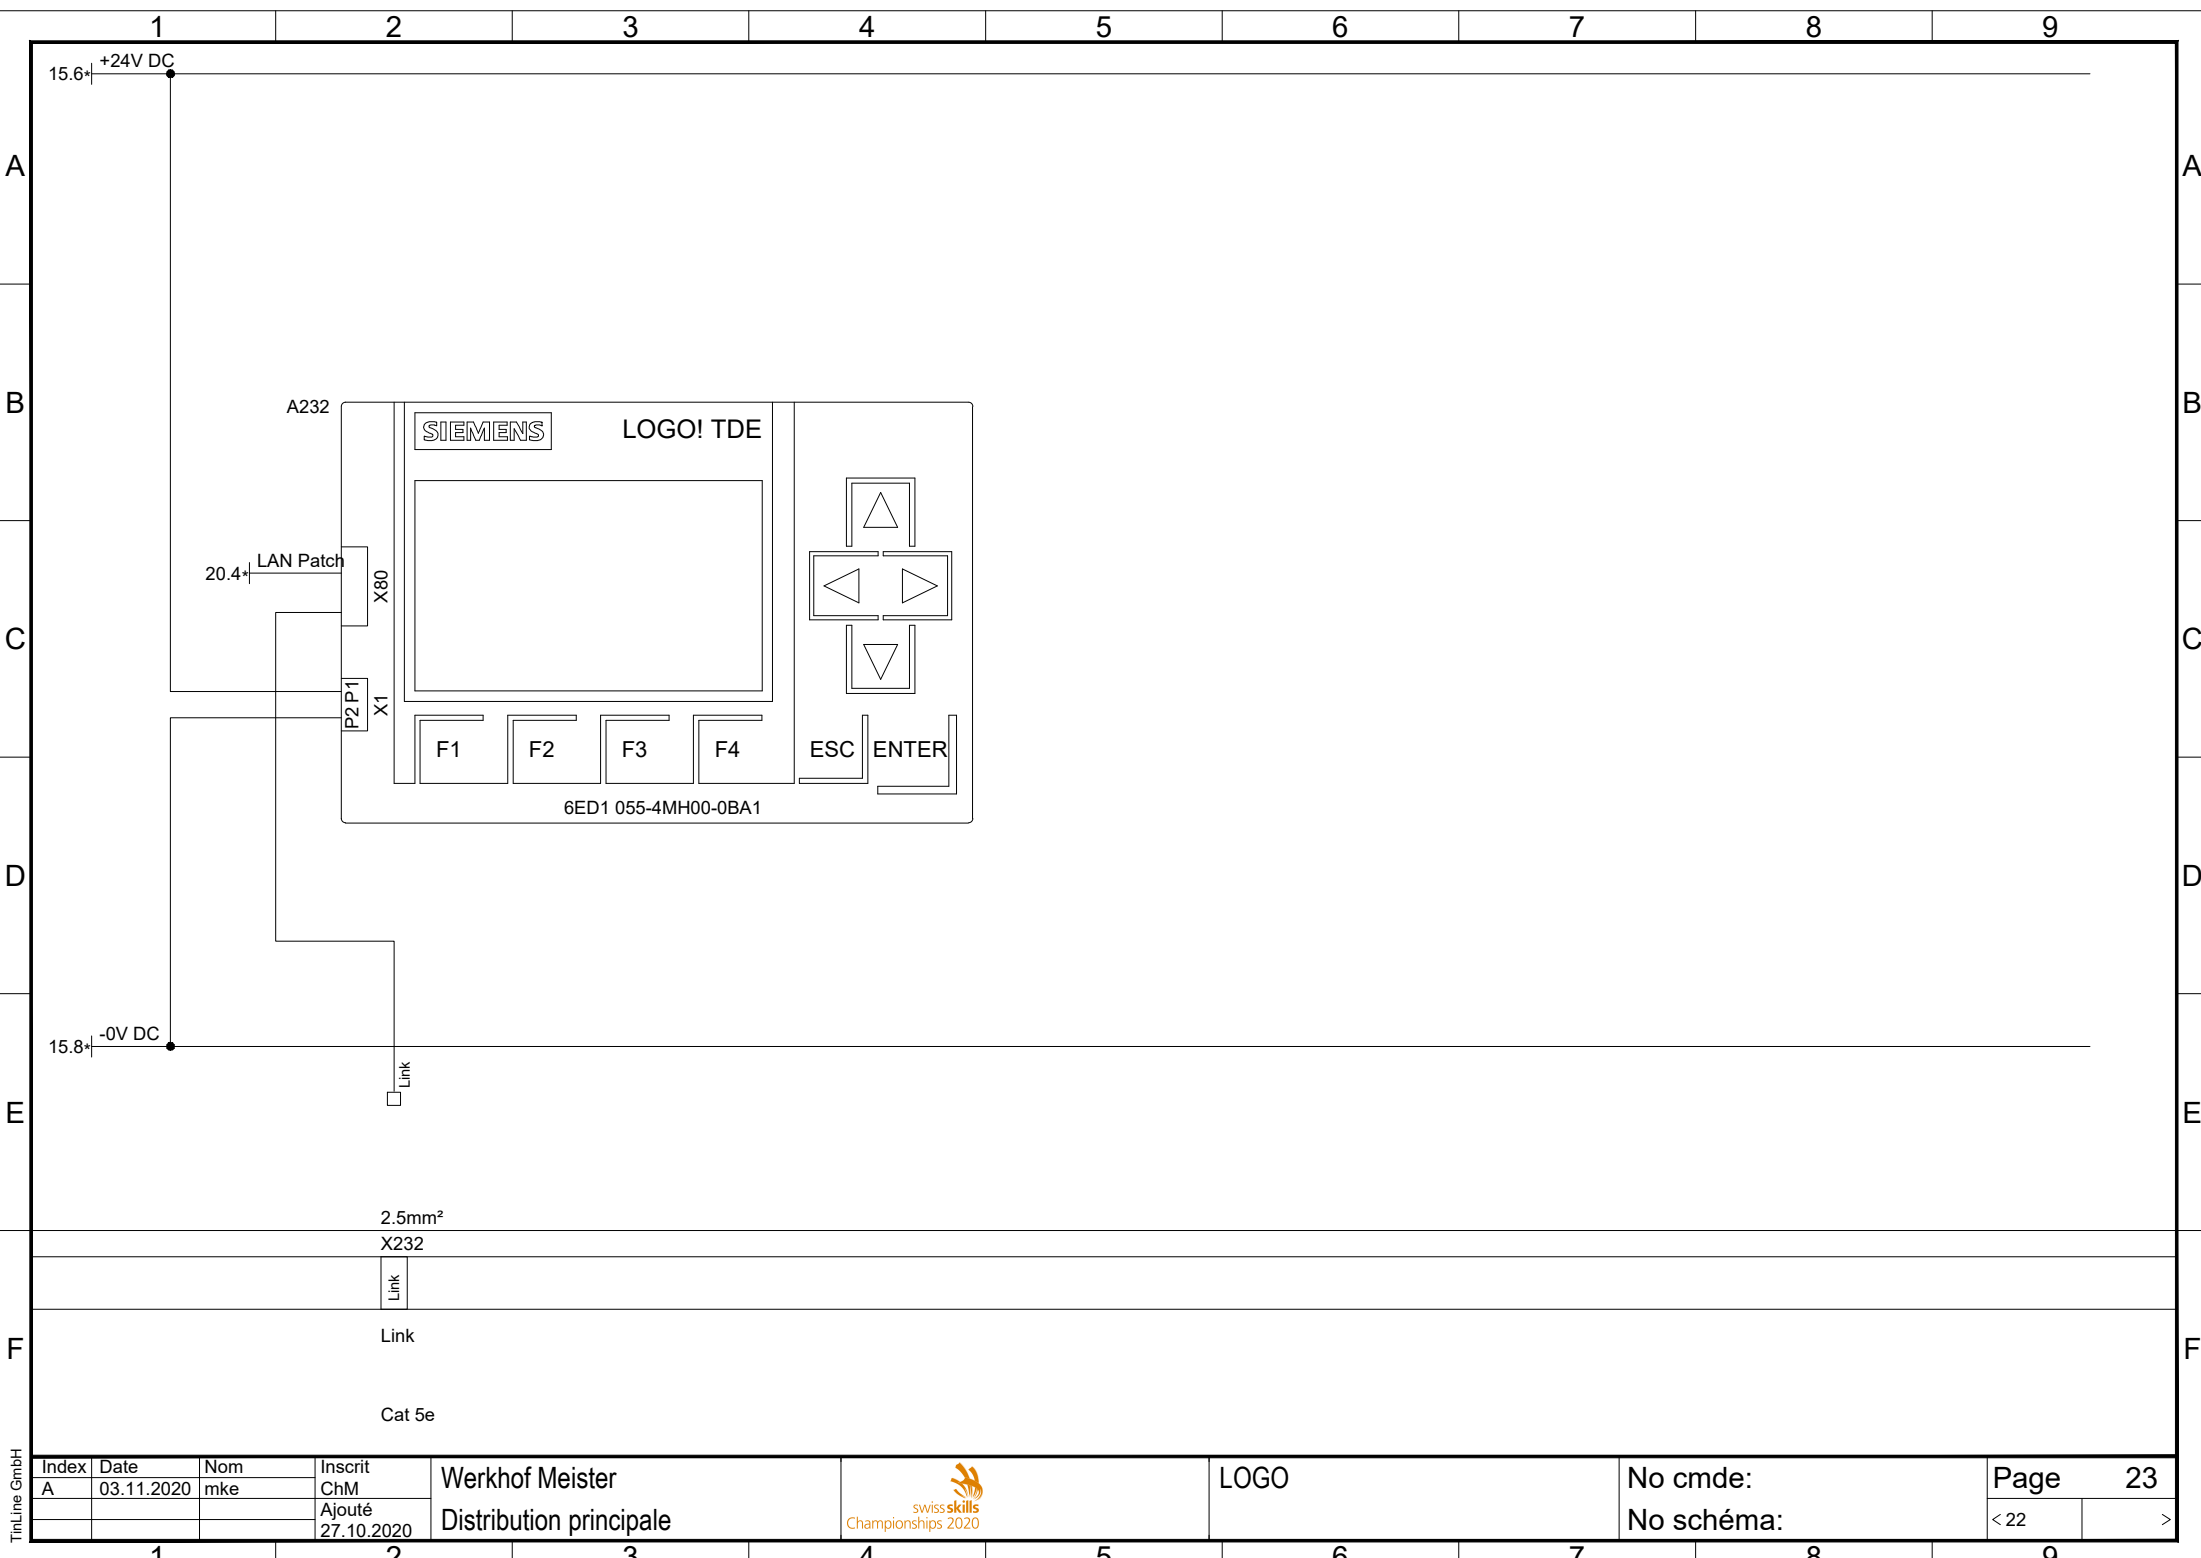 1 2 3 4 5 6 7 8 9
15.6* +24V DC
A A
B B
A232
SIEMENS LOGO! TDE
20.4* LAN Patch
X80
C C
P2 P1
X1
F1 F2 F3 F4 ESC ENTER
6ED1 055-4MH00-0BA1
D D
15.8* -0V DC
Link
E E
2.5mm²
X232
Link
Link
F F
Cat 5e
TinLine GmbH
Index Date Nom Inscrit
A 03.11.2020 mke ChM
Ajouté
27.10.2020
Werkhof Meister
Distribution principale
swissskills
Championships 2020
LOGO
No cmde:
No schéma:
Page 23
< 22 >
1 2 3 4 5 6 7 8 9